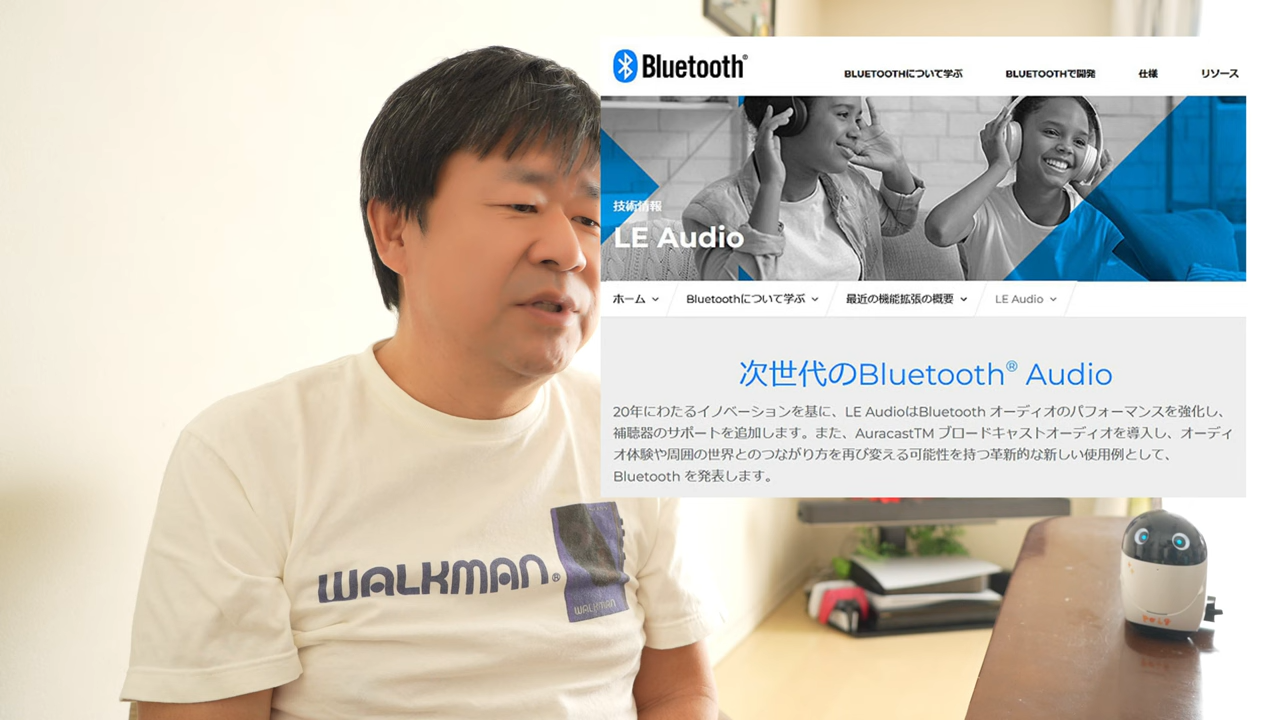 Bluetooth®
BLUETOOTHについて学ぶ BLUETOOTHで開発 仕様 リソース
技術情報
LE Audio
ホーム Bluetoothについて学ぶ 最近の機能拡張の概要 LE Audio
次世代のBluetooth® Audio
20年にわたるイノベーションを基に、LE AudioはBluetooth オーディオのパフォーマンスを強化し、
補聴器のサポートを追加します。また、AuracastTM ブロードキャストオーディオを導入し、オーディ
オ体験や周囲の世界とのつながり方を再び変える可能性を持つ革新的な新しい使用例として、
Bluetooth を発表します。
WALKMAN®
WALKMAN